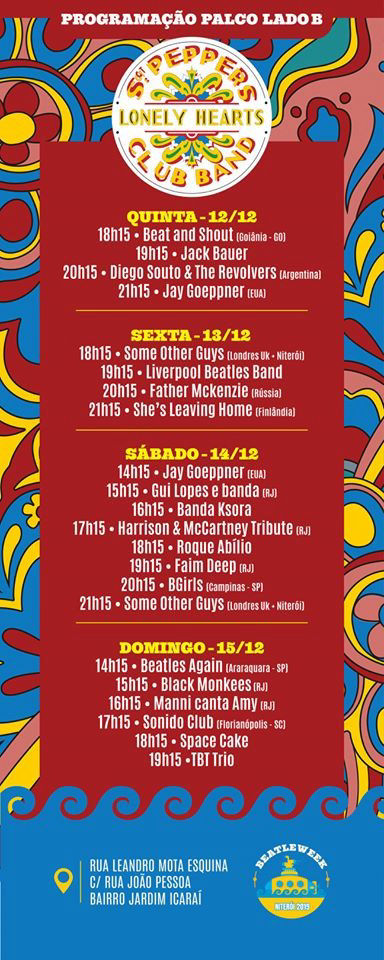 PROGRAMAÇÃO PALCO LADO B
SGT PEPPERS
LONELY HEARTS
CLUB BAND
QUINTA - 12/12
18h15 • Beat and Shout (Goiânia - GO)
19h15 • Jack Bauer
20h15 • Diego Souto & The Revolvers (Argentina)
21h15 • Jay Goeppner (EUA)
SEXTA - 13/12
18h15 • Some Other Guys (Londres Uk + Niterói)
19h15 • Liverpool Beatles Band
20h15 • Father Mckenzie (Rússia)
21h15 • She's Leaving Home (Finlândia)
SÁBADO - 14/12
14h15 • Jay Goeppner (EUA)
15h15 • Gui Lopes e banda (RJ)
16h15 • Banda Ksora
17h15 • Harrison & McCartney Tribute (RJ)
18h15 • Roque Abílio
19h15 • Faim Deep (RJ)
20h15 • BGirls (Campinas - SP)
21h15 • Some Other Guys (Londres Uk + Niterói)
DOMINGO - 15/12
14h15 • Beatles Again (Araraquara - SP)
15h15 • Black Monkees (RJ)
16h15 • Manni canta Amy (RJ)
17h15 • Sonido Club (Florianópolis - SC)
18h15 • Space Cake
19h15 • TBT Trio
RUA LEANDRO MOTA ESQUINA
C/ RUA JOÃO PESSOA
BAIRRO JARDIM ICARAÍ
BEATLEWEEK
NITERÓI 2019